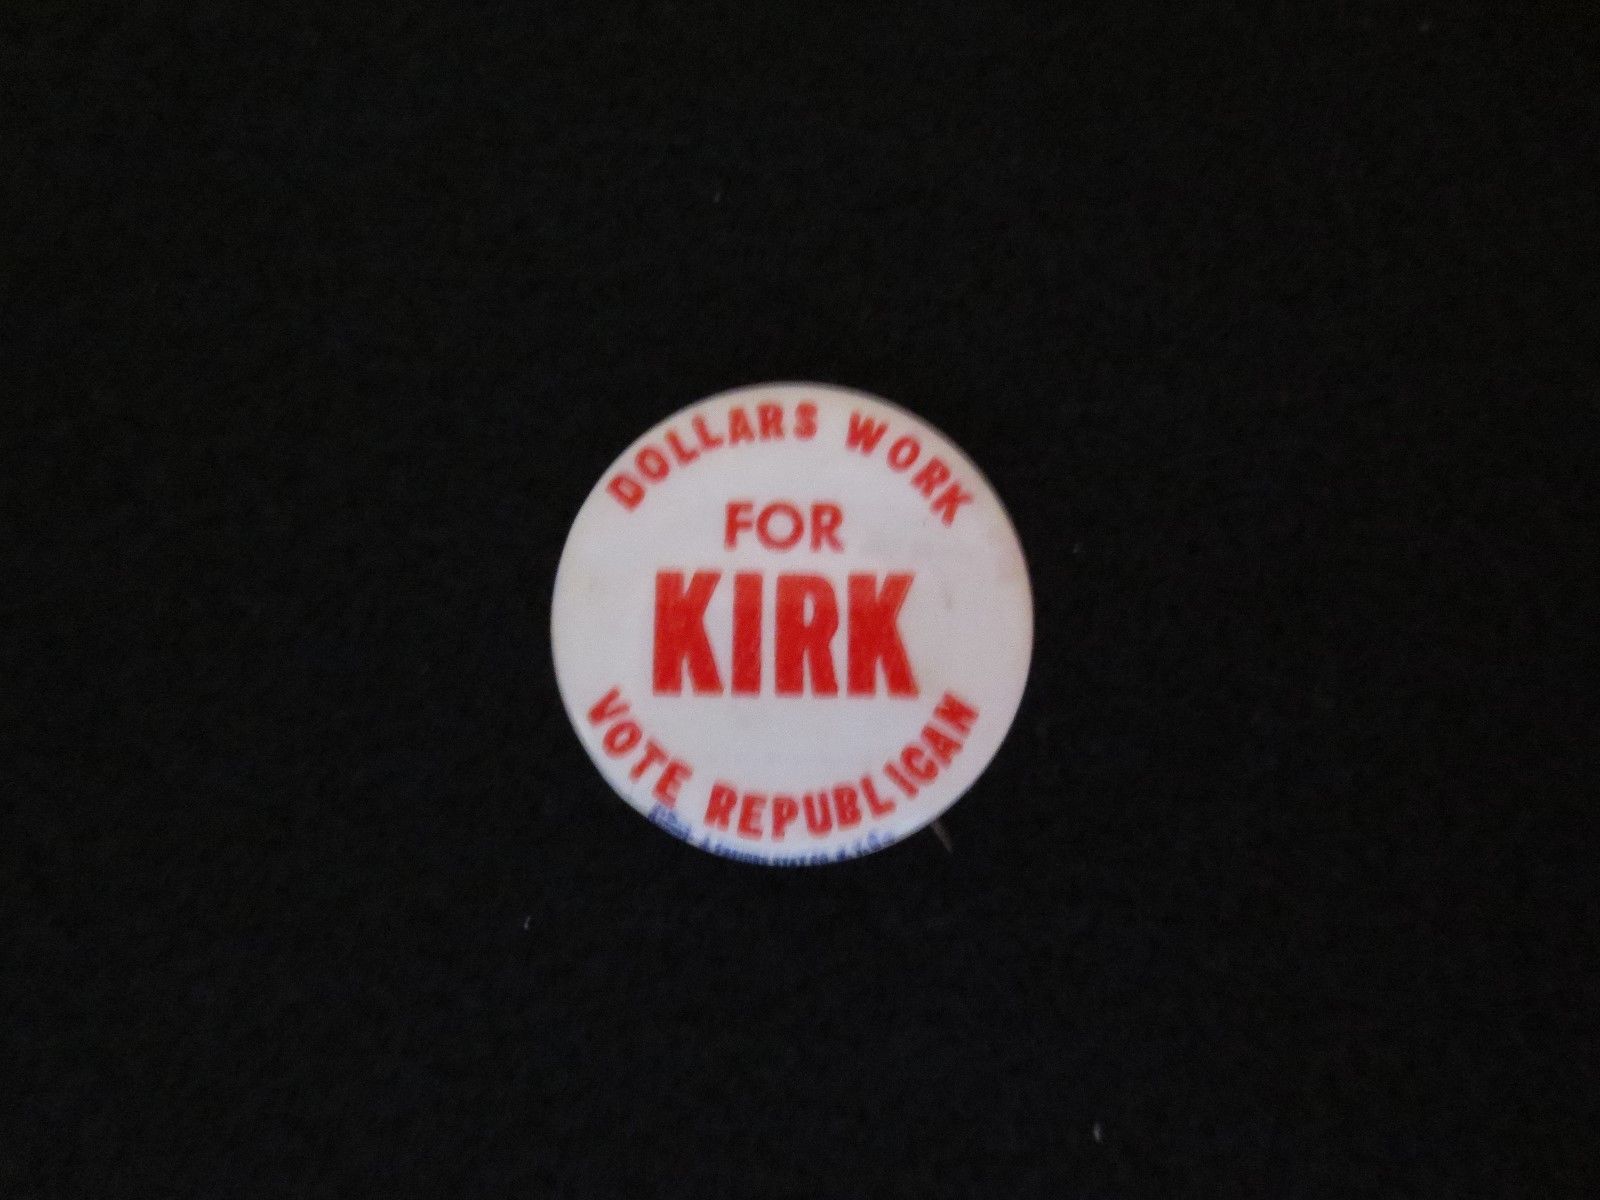 DOLLARS WORK
FOR
KIRK
VOTE REPUBLICAN